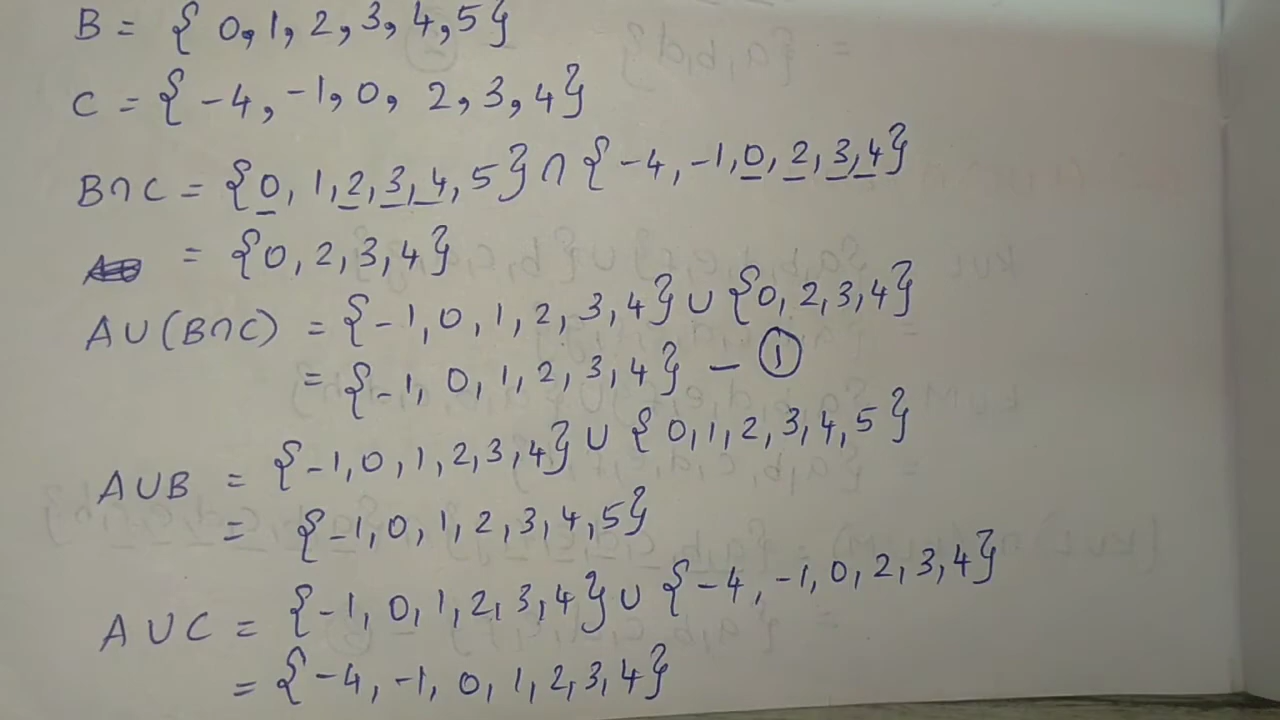 B = { 0, 1, 2, 3, 4, 5}
C = { -4, -1, 0, 2, 3, 4}
B∩C = {0, 1, 2, 3, 4, 5} ∩ { -4, -1, 0, 2, 3, 4}
= {0, 2, 3, 4}
A∪(B∩C) = {-1, 0, 1, 2, 3, 4} ∪ {0, 2, 3, 4}
= {-1, 0, 1, 2, 3, 4} - ①
A∪B = {-1, 0, 1, 2, 3, 4} ∪ { 0, 1, 2, 3, 4, 5}
= {-1, 0, 1, 2, 3, 4, 5}
A∪C = {-1, 0, 1, 2, 3, 4} ∪ {-4, -1, 0, 2, 3, 4}
= {-4, -1, 0, 1, 2, 3, 4}